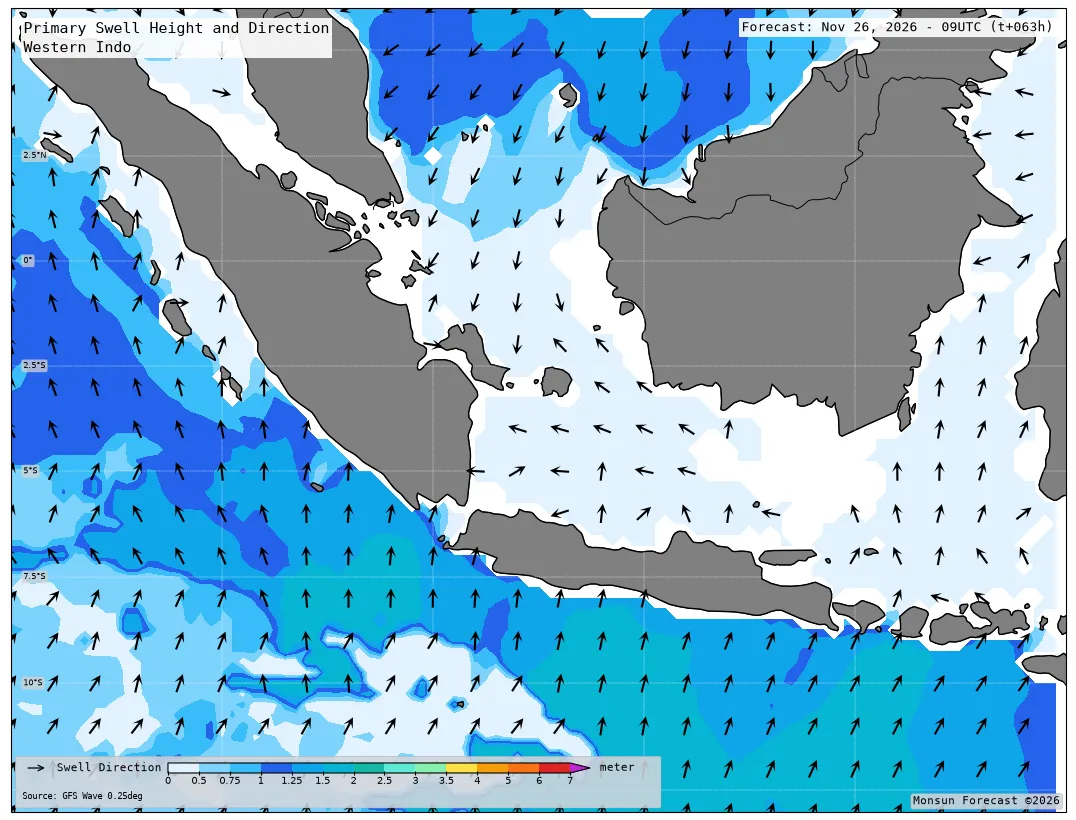 Primary Swell Height and Direction
Western Indo
Forecast: Nov 26, 2026 - 09UTC (t+063h)
2.5°N
0°
2.5°S
5°S
7.5°S
10°S
Swell Direction
0 0.5 0.75 1 1.25 1.5 2 2.5 3 3.5 4 5 6 7
meter
Source: GFS Wave 0.25deg
Monsun Forecast ©2026